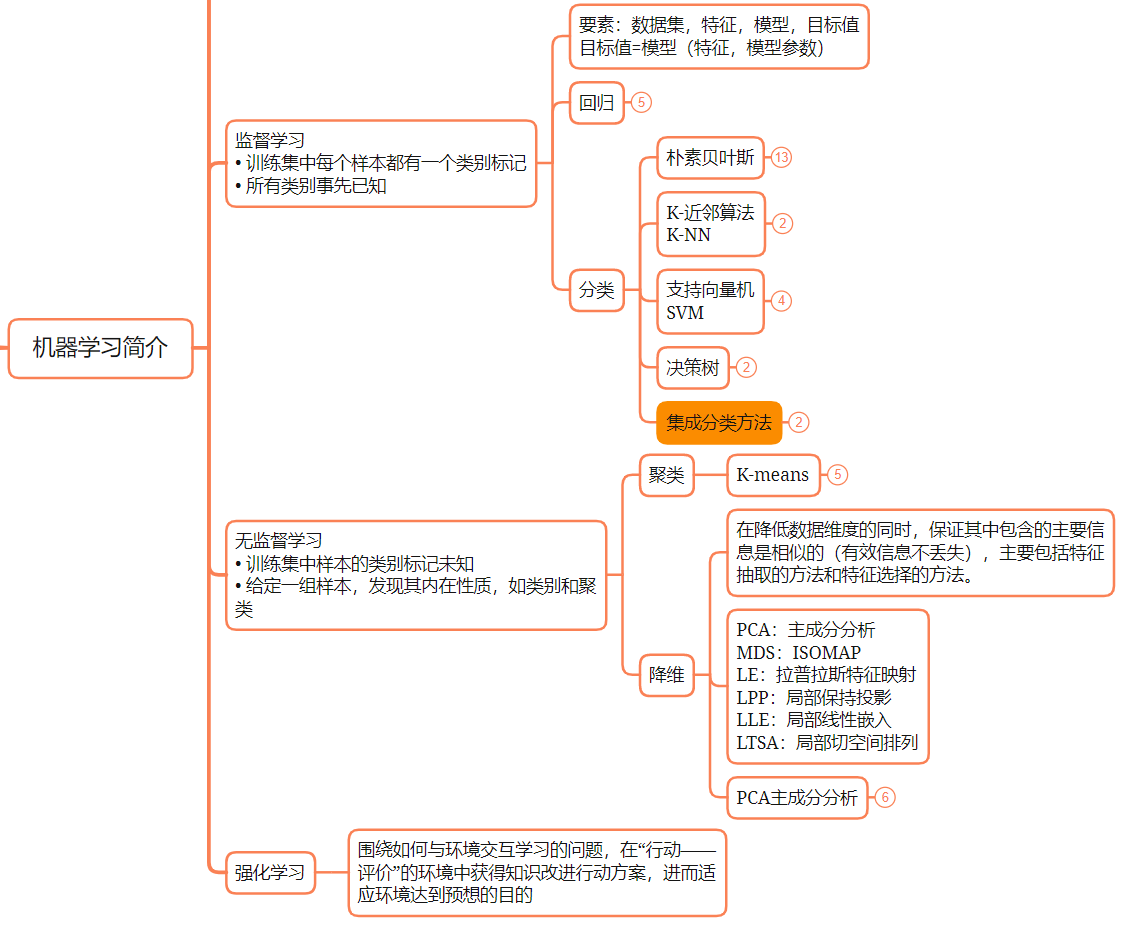 要素：数据集，特征，模型，目标值
目标值=模型（特征，模型参数）
回归
5
监督学习
• 训练集中每个样本都有一个类别标记
• 所有类别事先已知
朴素贝叶斯
13
K-近邻算法
K-NN
2
分类
支持向量机
SVM
4
机器学习简介
决策树
2
集成分类方法
2
聚类
K-means
5
无监督学习
• 训练集中样本的类别标记未知
• 给定一组样本，发现其内在性质，如类别和聚
类
在降低数据维度的同时，保证其中包含的主要信
息是相似的（有效信息不丢失），主要包括特征
抽取的方法和特征选择的方法。
降维
PCA：主成分分析
MDS：ISOMAP
LE：拉普拉斯特征映射
LPP：局部保持投影
LLE：局部线性嵌入
LTSA：局部切空间排列
PCA主成分分析
6
强化学习
围绕如何与环境交互学习的问题，在“行动——
评价”的环境中获得知识改进行动方案，进而适
应环境达到预想的目的